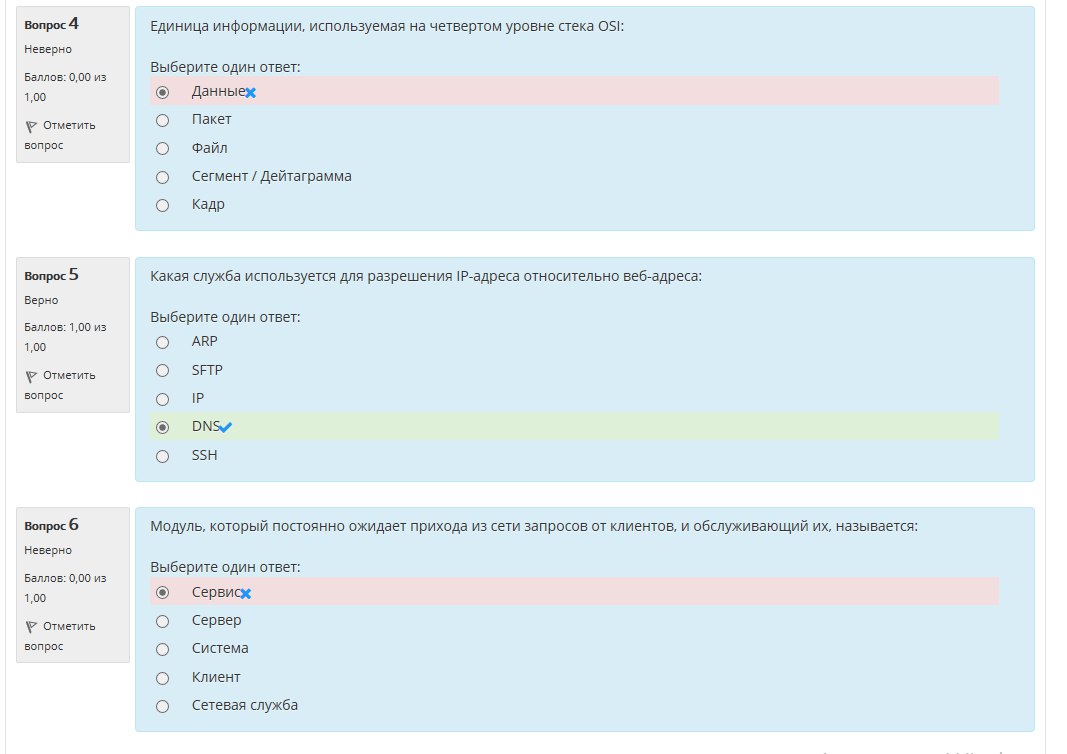 Вопрос 4
Неверно
Баллов: 0,00 из
1,00
Отметить
вопрос
Единица информации, используемая на четвертом уровне стека OSI:
Выберите один ответ:
Данные
Пакет
Файл
Сегмент / Дейтаграмма
Кадр
Вопрос 5
Верно
Баллов: 1,00 из
1,00
Отметить
вопрос
Какая служба используется для разрешения IP-адреса относительно веб-адреса:
Выберите один ответ:
ARP
SFTP
IP
DNS
SSH
Вопрос 6
Неверно
Баллов: 0,00 из
1,00
Отметить
вопрос
Модуль, который постоянно ожидает прихода из сети запросов от клиентов, и обслуживающий их, называется:
Выберите один ответ:
Сервис
Сервер
Система
Клиент
Сетевая служба